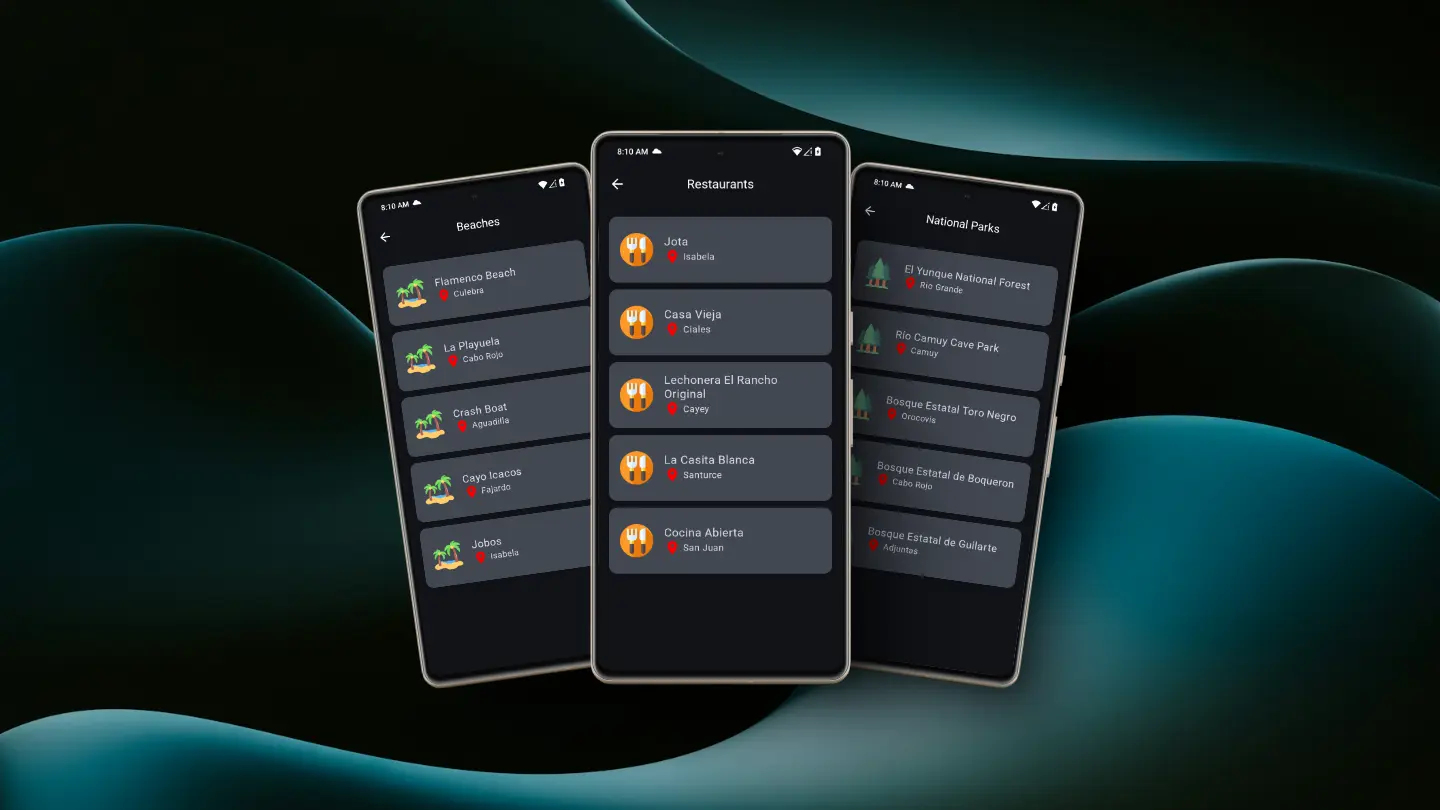 8:10 AM
Beaches
Flamenco Beach
Culebra
La Playuela
Cabo Rojo
Crash Boat
Aguadilla
Cayo Icacos
Fajardo
Jobos
Isabela
8:10 AM
Restaurants
Jota
Isabela
Casa Vieja
Ciales
Lechonera El Rancho
Original
Cayey
La Casita Blanca
Santurce
Cocina Abierta
San Juan
8:10 AM
National Parks
El Yunque National Forest
Rio Grande
Rio Camuy Cave Park
Camuy
Bosque Estatal Toro Negro
Orocovis
Bosque Estatal de Boqueron
Cabo Rojo
Bosque Estatal de Guilarte
Adjuntas